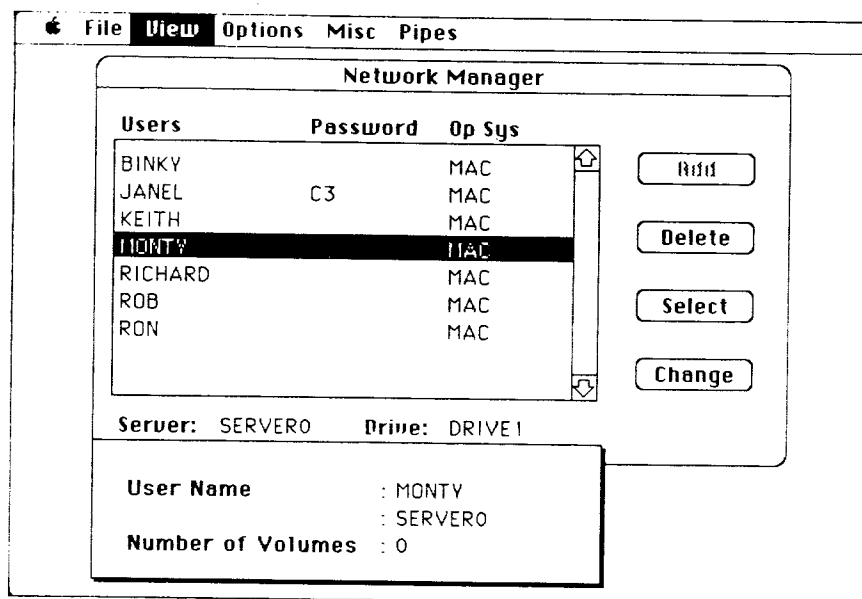 File View Options Misc Pipes
Network Manager
Users Password Op Sys
BINKY MAC
JANEL C3 MAC
KEITH MAC
MONTY MAC
RICHARD MAC
ROB MAC
RON MAC
Add
Delete
Select
Change
Server: SERVER0 Drive: DRIVE1
User Name : MONTY
: SERVER0
Number of Volumes : 0